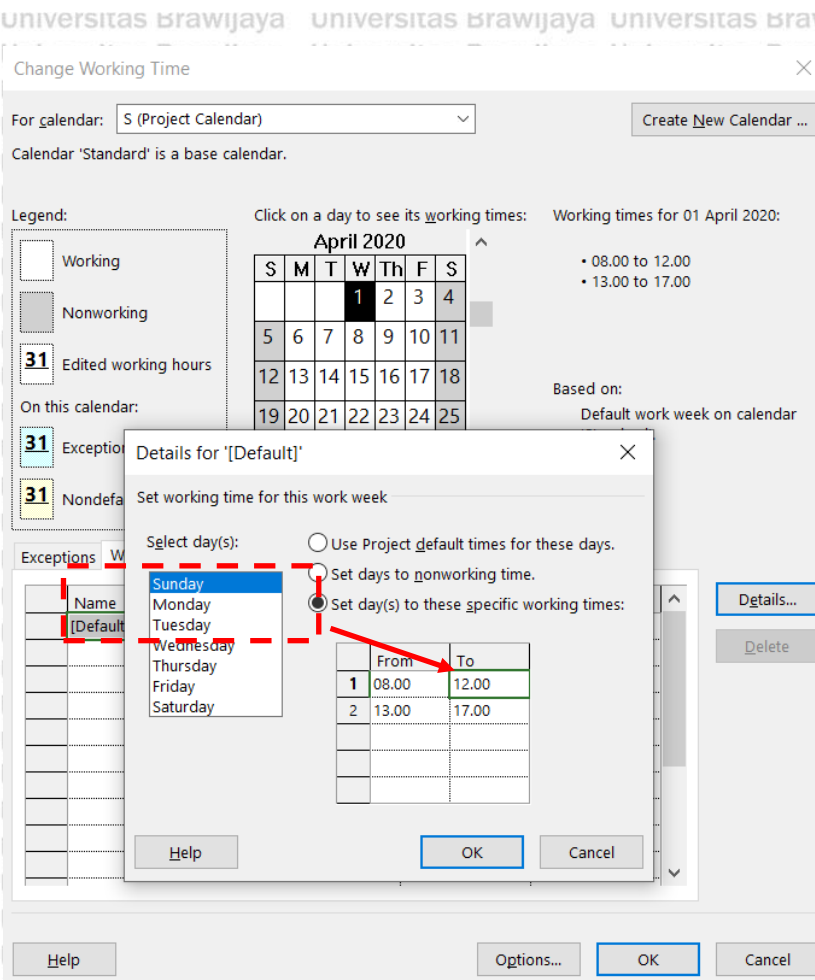 Universitas Brawijaya Universitas Brawijaya Universitas Bra
Change Working Time
For calendar: S (Project Calendar)
Create New Calendar ...
Calendar 'Standard' is a base calendar.
Legend:
Working
Nonworking
31 Edited working hours
On this calendar:
31 Exception
31 Nondefa
Click on a day to see its working times:
April 2020
S M T W Th F S
1 2 3 4
5 6 7 8 9 10 11
12 13 14 15 16 17 18
19 20 21 22 23 24 25
Working times for 01 April 2020:
• 08.00 to 12.00
• 13.00 to 17.00
Based on:
Default work week on calendar
Exceptions W
Name
[Default
Details...
Delete
Details for '[Default]'
Set working time for this work week
Select day(s):
Sunday
Monday
Tuesday
Wednesday
Thursday
Friday
Saturday
Use Project default times for these days.
Set days to nonworking time.
Set day(s) to these specific working times:
From To
1 08.00 12.00
2 13.00 17.00
Help OK Cancel
Help Options... OK Cancel